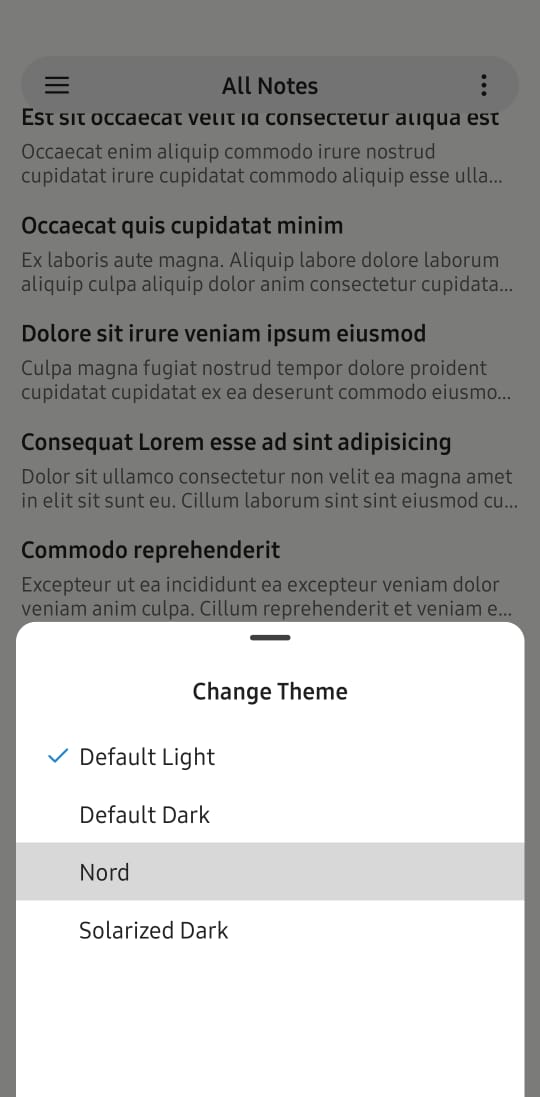 All Notes
Est sit occaecat velit id consectetur aliqua est
Occaecat enim aliquip commodo irure nostrud
cupidatat irure cupidatat commodo aliquip esse ulla...
Occaecat quis cupidatat minim
Ex laboris aute magna. Aliquip labore dolore laborum
aliquip culpa aliquip dolor anim consectetur cupidata...
Dolore sit irure veniam ipsum eiusmod
Culpa magna fugiat nostrud tempor dolore proident
cupidatat cupidatat ex ea deserunt commodo eiusmo...
Consequat Lorem esse ad sint adipisicing
Dolor sit ullamco consectetur non velit ea magna amet
in elit sit sunt eu. Cillum laborum sint sint eiusmod cu...
Commodo reprehenderit
Excepteur ut ea incididunt ea excepteur veniam dolor
veniam anim culpa. Cillum reprehenderit et veniam e...
Change Theme
Default Light
Default Dark
Nord
Solarized Dark